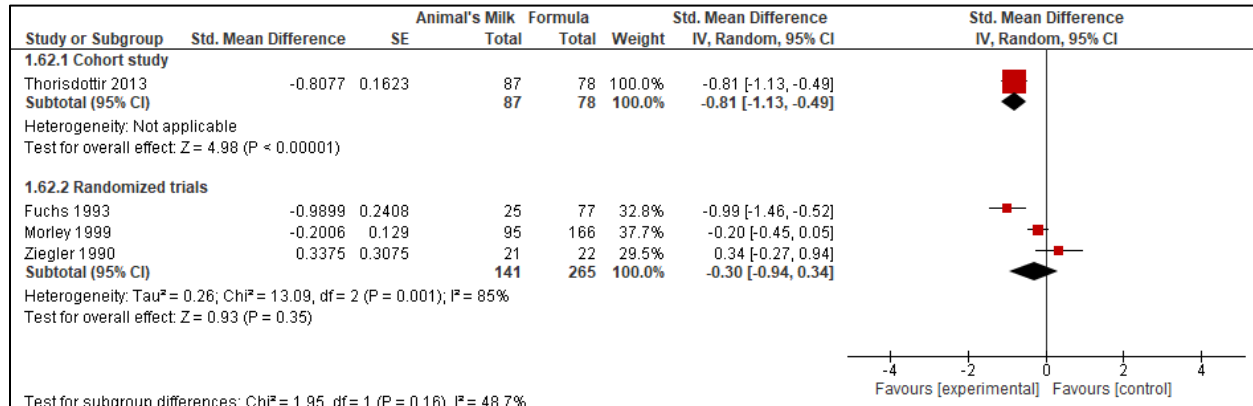 Animal's Milk Formula Std. Mean Difference Std. Mean Difference
Study or Subgroup Std. Mean Difference SE Total Total Weight IV, Random, 95% CI IV, Random, 95% CI
1.62.1 Cohort study
Thorisdottir 2013 -0.8077 0.1623 87 78 100.0% -0.81 [-1.13, -0.49]
Subtotal (95% CI) 87 78 100.0% -0.81 [-1.13, -0.49]
Heterogeneity: Not applicable
Test for overall effect: Z = 4.98 (P < 0.00001)
1.62.2 Randomized trials
Fuchs 1993 -0.9899 0.2408 25 77 32.8% -0.99 [-1.46, -0.52]
Morley 1999 -0.2006 0.129 95 166 37.7% -0.20 [-0.45, 0.05]
Ziegler 1990 0.3375 0.3075 21 22 29.5% 0.34 [-0.27, 0.94]
Subtotal (95% CI) 141 265 100.0% -0.30 [-0.94, 0.34]
Heterogeneity: Tau² = 0.26; Chi² = 13.09, df = 2 (P = 0.001); I² = 85%
Test for overall effect: Z = 0.93 (P = 0.35)
-4 -2 0 2 4
Favours [experimental] Favours [control]
Test for subgroup differences: Chi² = 1.95, df = 1 (P = 0.16), I² = 48.7%